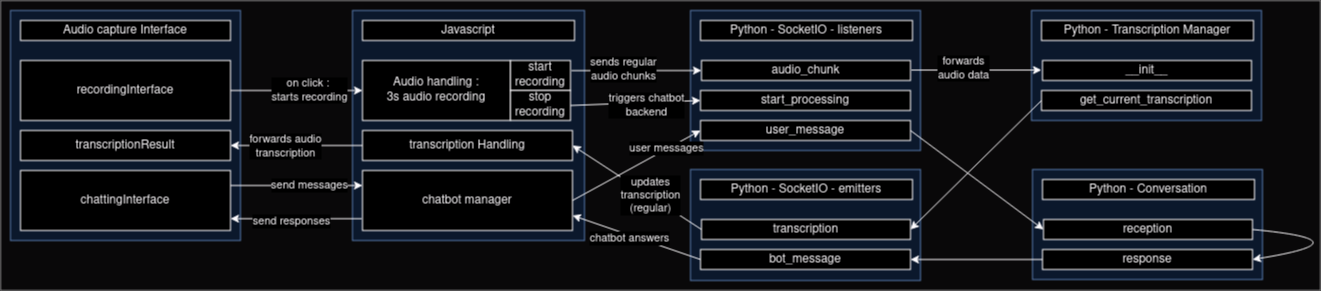 Audio capture Interface
recordingInterface
transcriptionResult
chattingInterface
on click :
starts recording
forwards audio
transcription
send messages
send responses
Javascript
Audio handling :
3s audio recording
start
recording
stop
recording
transcription Handling
chatbot manager
sends regular
audio chunks
triggers chatbot
backend
user messages
updates
transcription
(regular)
chatbot answers
Python - SocketIO - listeners
audio_chunk
start_processing
user_message
Python - SocketIO - emitters
transcription
bot_message
forwards
audio data
Python - Transcription Manager
__init__
get_current_transcription
Python - Conversation
reception
response